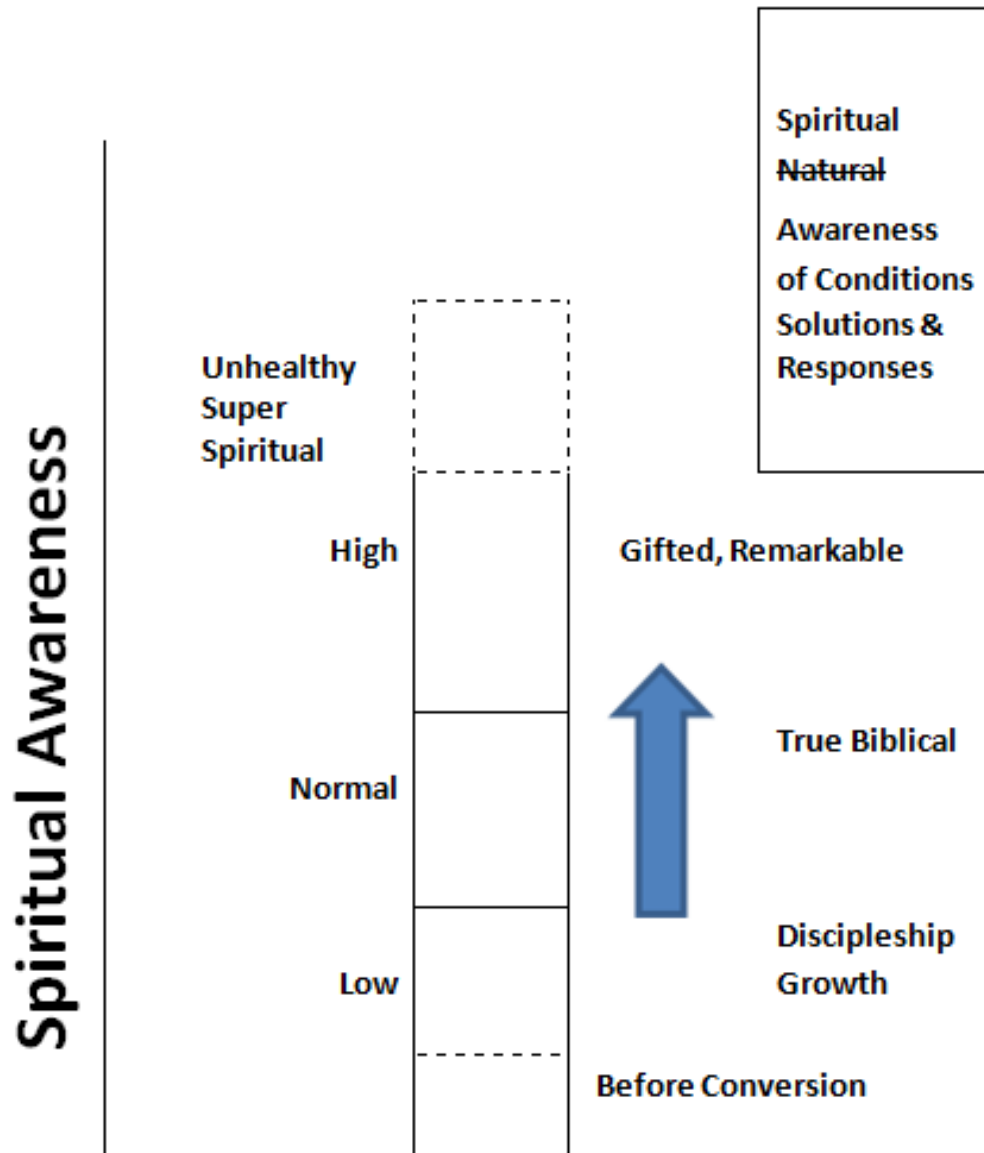 Spiritual
Natural
Awareness
of Conditions
Solutions &
Responses
Unhealthy
Super
Spiritual
High
Gifted, Remarkable
True Biblical
Normal
Discipleship
Growth
Low
Before Conversion
Spiritual Awareness